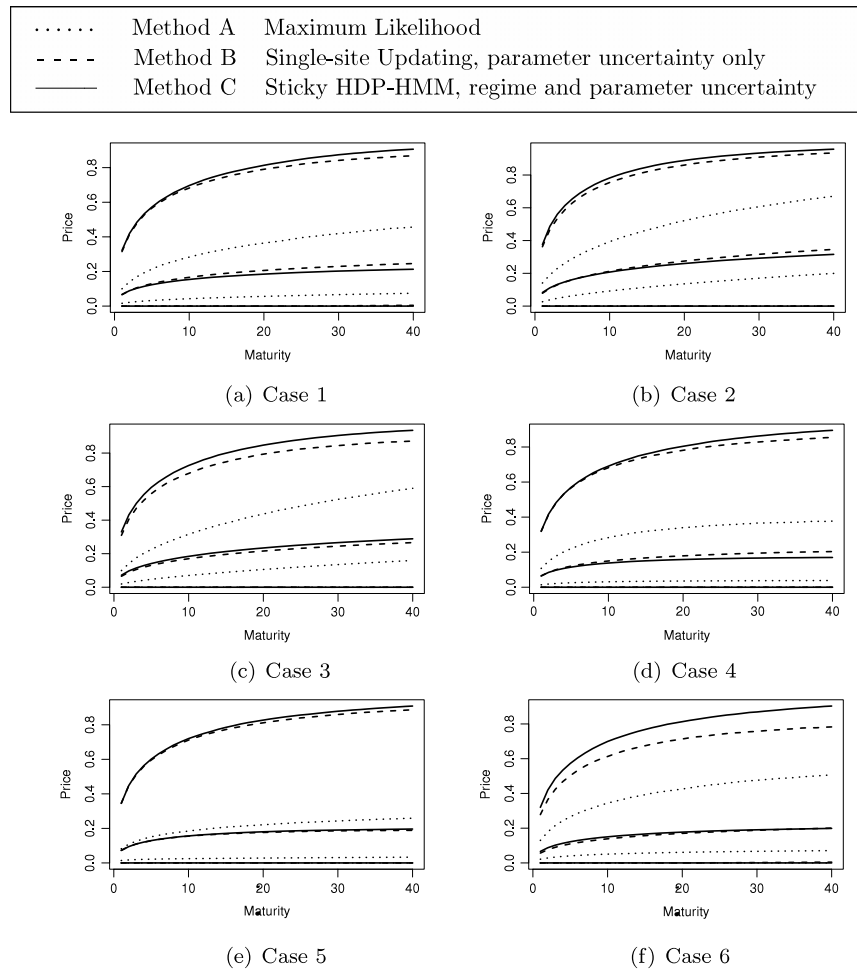 Method A Maximum Likelihood
Method B Single-site Updating, parameter uncertainty only
Method C Sticky HDP-HMM, regime and parameter uncertainty
Price
0.0 0.2 0.4 0.6 0.8
0 10 20 30 40
Maturity
(a) Case 1
Price
0.0 0.2 0.4 0.6 0.8
0 10 20 30 40
Maturity
(b) Case 2
Price
0.0 0.2 0.4 0.6 0.8
0 10 20 30 40
Maturity
(c) Case 3
Price
0.0 0.2 0.4 0.6 0.8
0 10 20 30 40
Maturity
(d) Case 4
Price
0.0 0.2 0.4 0.6 0.8
0 10 20 30 40
Maturity
(e) Case 5
Price
0.0 0.2 0.4 0.6 0.8
0 10 20 30 40
Maturity
(f) Case 6